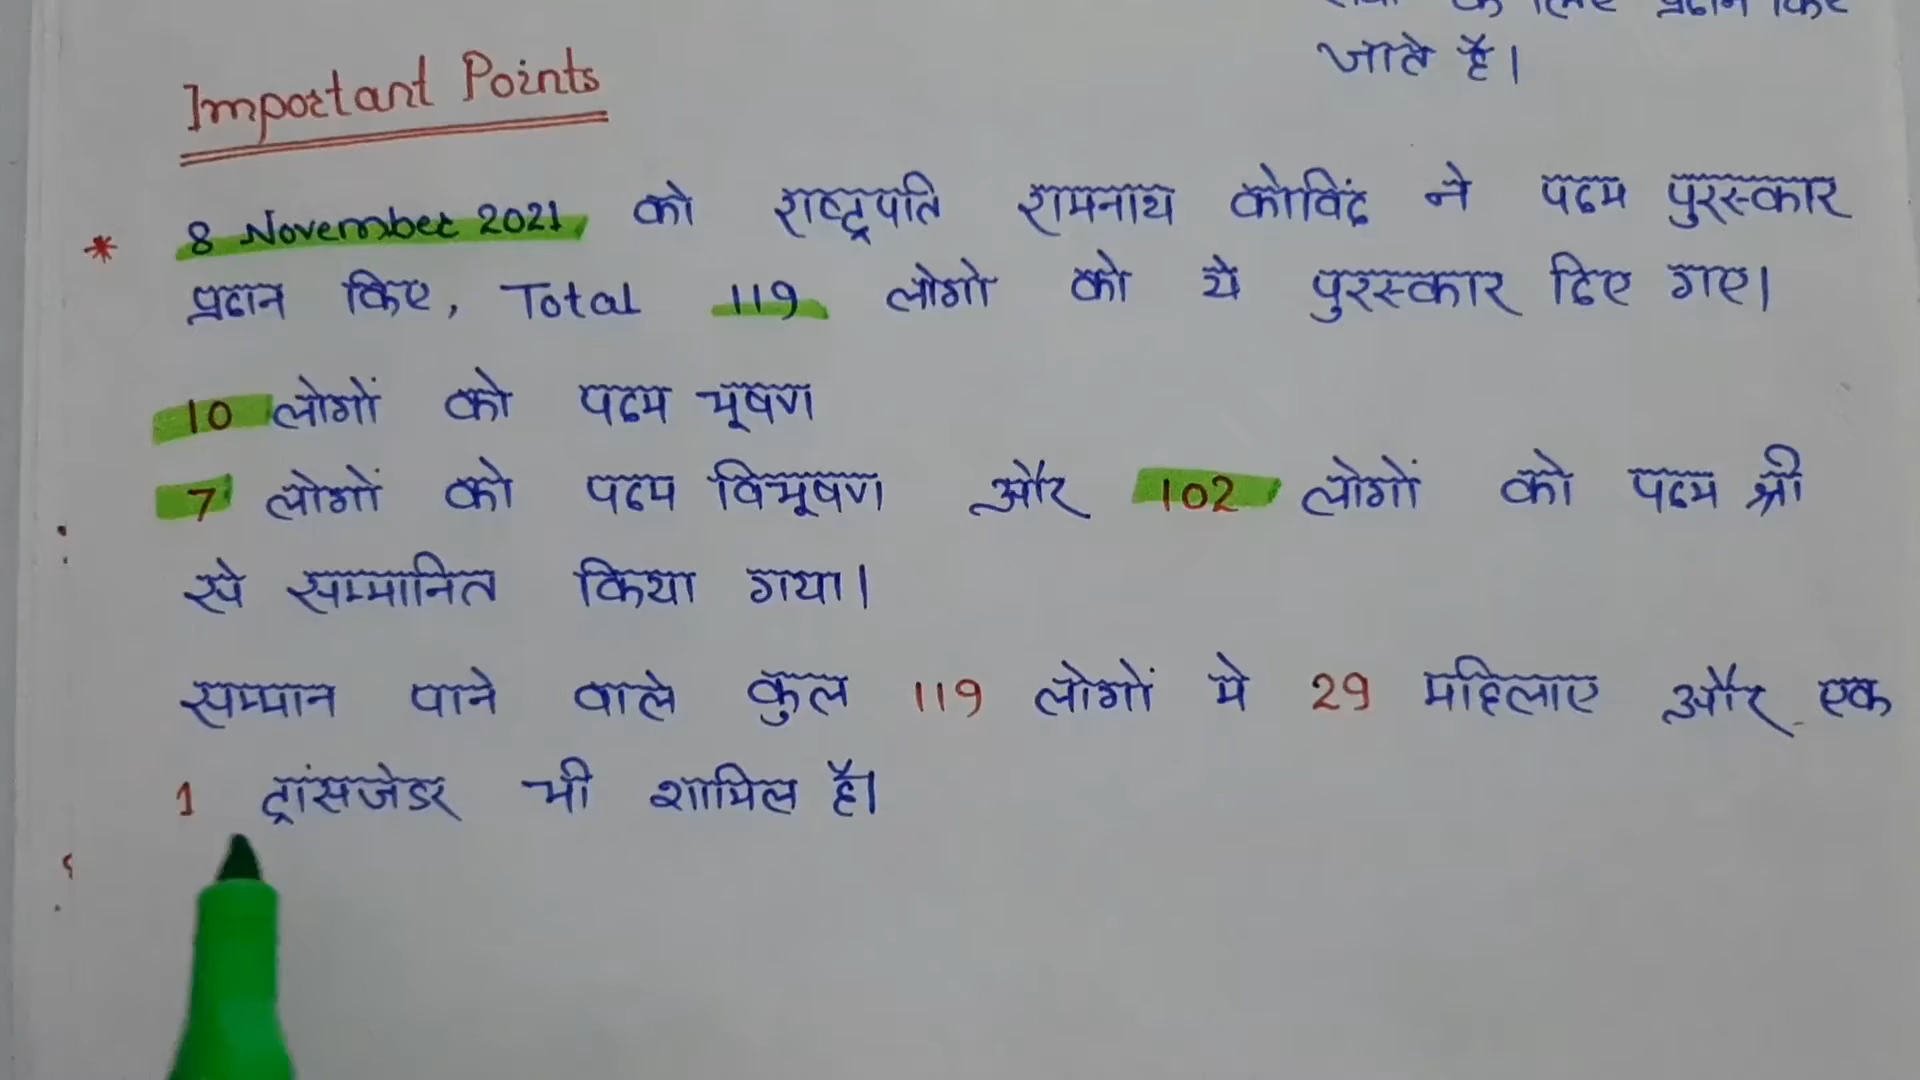 के लिए प्रदान किए
जाते है।
Important Points
* 8 November 2021 को राष्ट्रपति रामनाथ कोविंद ने पदम पुरस्कार
प्रदान किए, Total 119 लोगो को ये पुरस्कार दिए गए।
10 लोगों को पदम भूषण
7 लोगों को पदम विभूषण और 102 लोगों को पदम श्री
से सम्मानित किया गया।
सम्मान पाने वाले कुल 119 लोगों मे 29 महिलाए और एक
1 ट्रांसजेडर भी शामिल है।